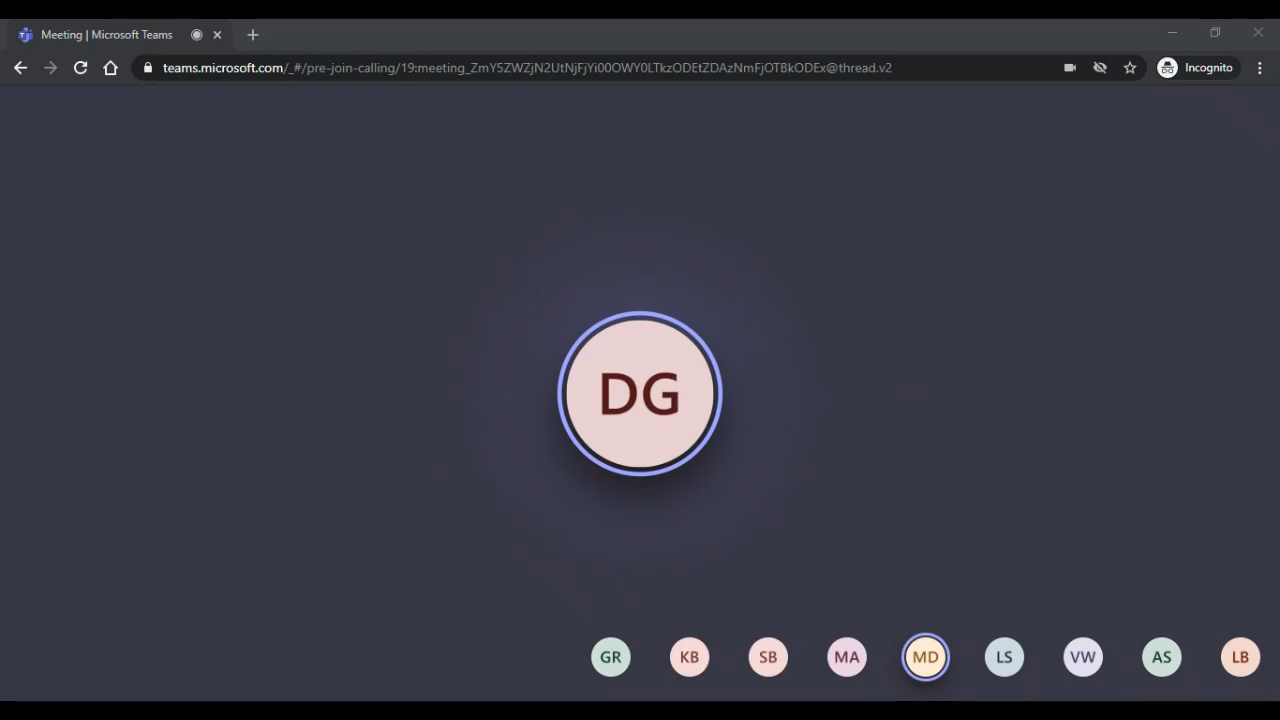 Meeting | Microsoft Teams
teams.microsoft.com/_#/pre-join-calling/19:meeting_ZmY5ZWZjN2UtNjFjYi00OWY0LTkzODEtZDAzNmFjOTBkODEx@thread.v2
Incognito
DG
GR KB SB MA MD LS VW AS LB